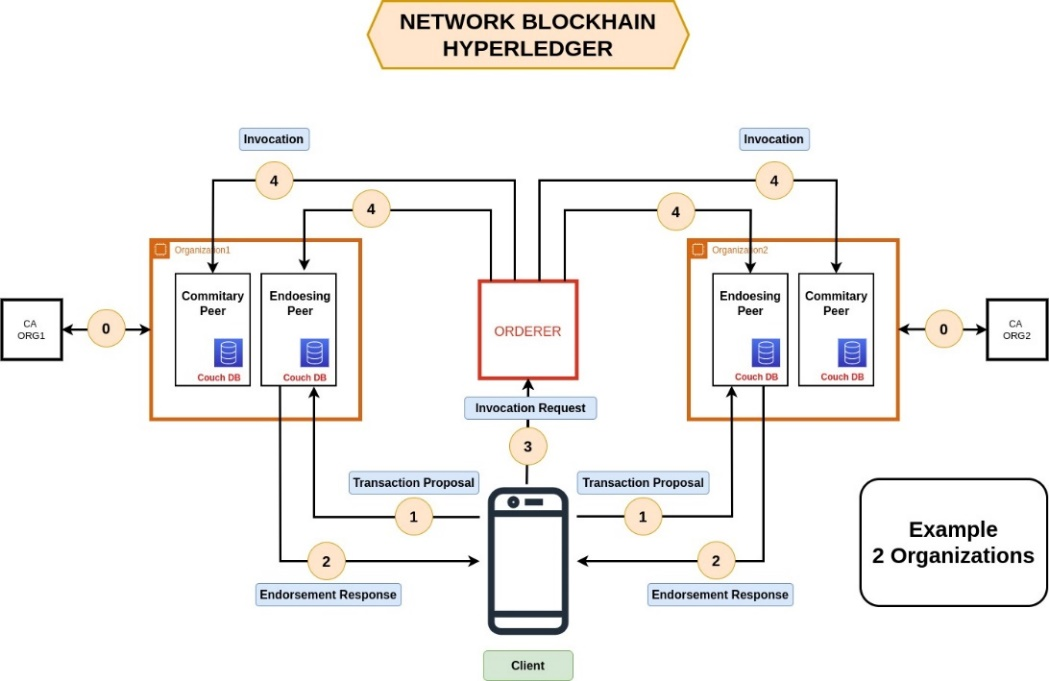 NETWORK BLOCKHAIN
HYPERLEDGER
Invocation
Invocation
4
4
4
4
Organization1
Organization2
Commitary
Peer
Couch DB
Endoesing
Peer
Couch DB
ORDERER
Endoesing
Peer
Couch DB
Commitary
Peer
Couch DB
CA
ORG1
0
0
CA
ORG2
Invocation Request
3
Transaction Proposal
Transaction Proposal
1
1
2
2
Endorsement Response
Endorsement Response
Example
2 Organizations
Client